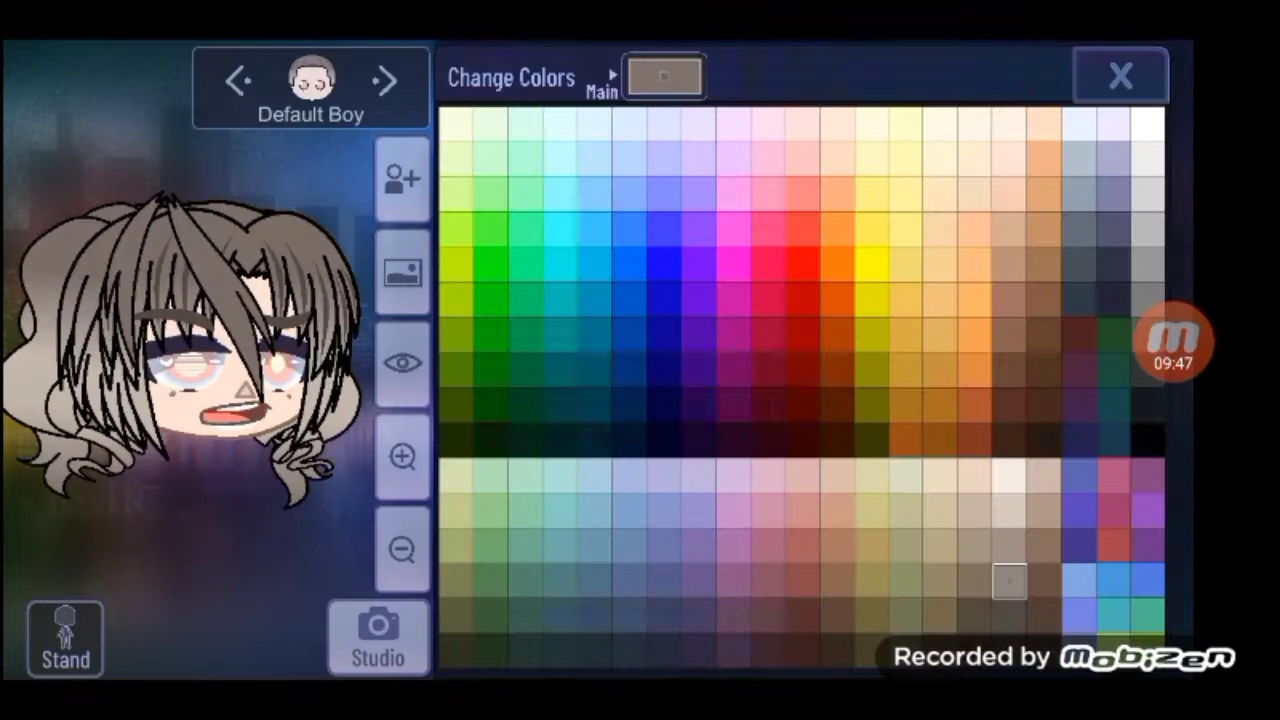 Default Boy
Change Colors
Main
X
09:47
Stand
Studio
Recorded by Mobizen